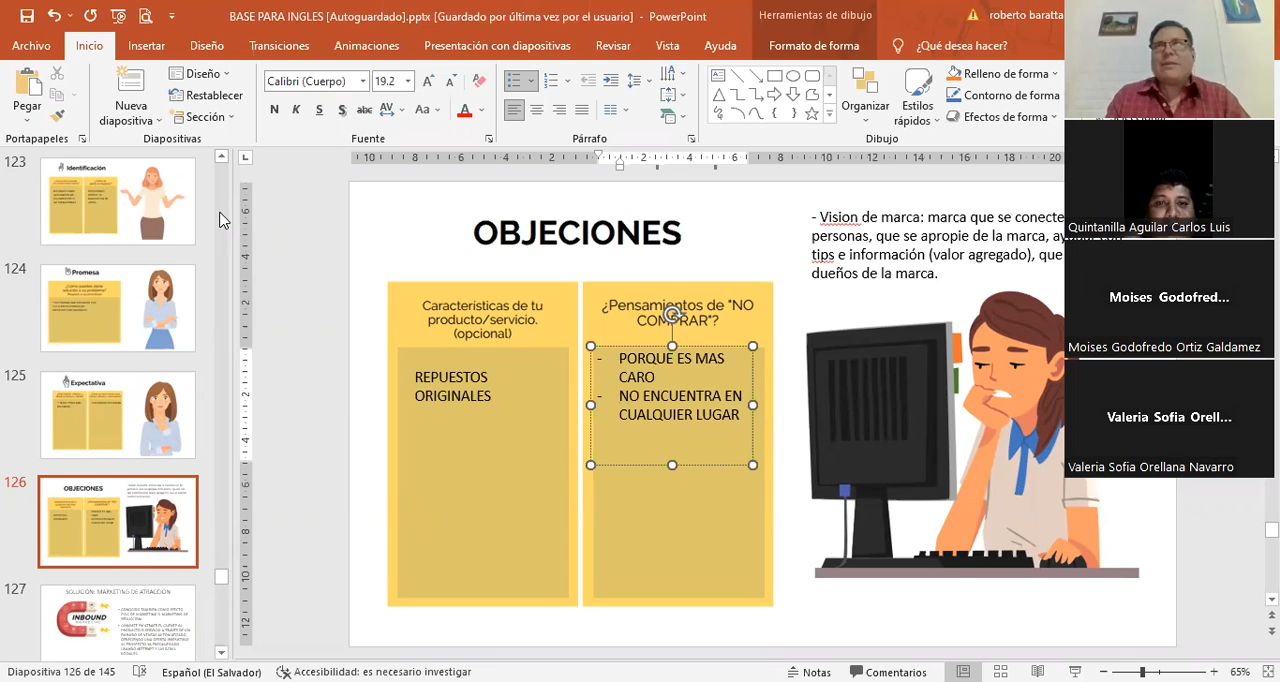 BASE PARA INGLES [Autoguardado].pptx [Guardado por última vez por el usuario] - PowerPoint
Herramientas de dibujo
roberto baratta
Archivo
Inicio
Insertar
Diseño
Transiciones
Animaciones
Presentación con diapositivas
Revisar
Vista
Ayuda
Formato de forma
¿Qué desea hacer?
Pegar
Portapapeles
Nueva
diapositiva
Diseño
Restablecer
Sección
Diapositivas
Calibri (Cuerpo)
19.2
N K S S abc AV Aa A
Fuente
Párrafo
Organizar
Estilos
rápidos
Dibujo
Relleno de forma
Contorno de forma
Efectos de forma
123
Identificación
124
Promesa
125
Expectativa
126
OBJECIONES
127
SOLUCIÓN: MARKETING DE ATRACCIÓN
INBOUND
MARKETING
OBJECIONES
Características de tu
producto/servicio.
(opcional)
REPUESTOS
ORIGINALES
¿Pensamientos de "NO
COMPRAR"?
- PORQUE ES MAS
CARO
- NO ENCUENTRA EN
CUALQUIER LUGAR
- Vision de marca: marca que se conecte
personas, que se apropie de la marca,
tips e información (valor agregado), que
dueños de la marca.
Quintanilla Aguilar Carlos Luis
Moises Godofred...
Moises Godofredo Ortiz Galdamez
Valeria Sofia Orell...
Valeria Sofia Orellana Navarro
Diapositiva 126 de 145
Español (El Salvador)
Accesibilidad: es necesario investigar
Notas
Comentarios
65%